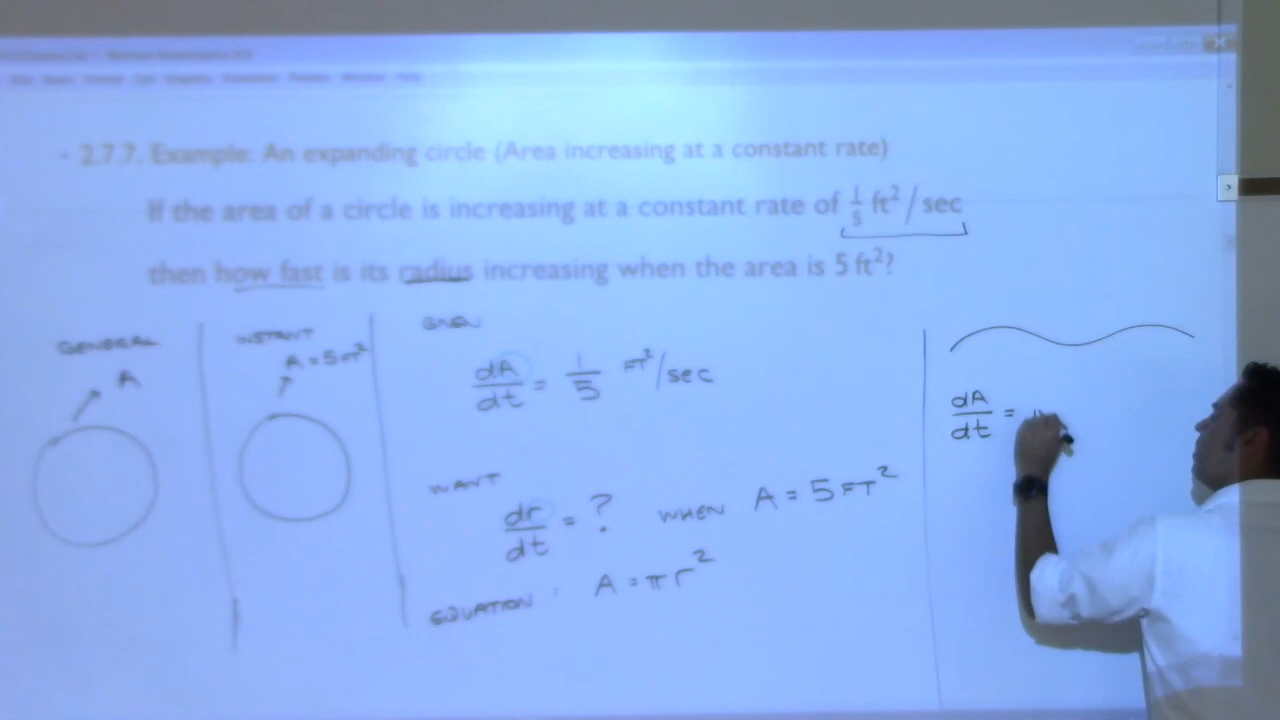 - 2.7.7. Example: An expanding circle (Area increasing at a constant rate)
If the area of a circle is increasing at a constant rate of 1/5 ft²/sec
then how fast is its radius increasing when the area is 5 ft²?
GENERAL
A
INSTANT
A = 5 FT²
GIVEN
dA/dt = 1/5 FT²/sec
WANT
dr/dt = ? WHEN A = 5 FT²
EQUATION : A = πr²
dA/dt =